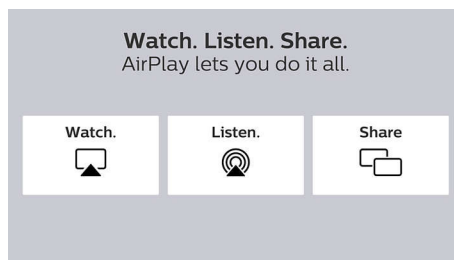 Watch. Listen. Share.
AirPlay lets you do it all.
Watch.
Listen.
Share